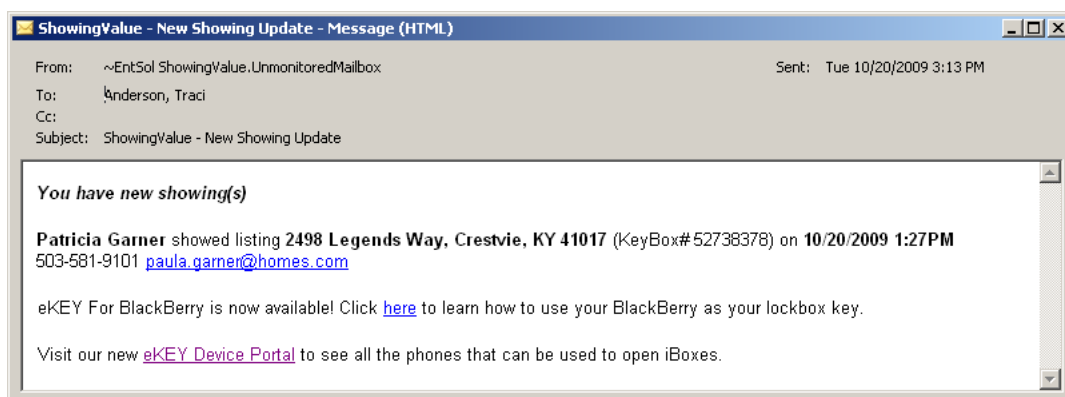 ShowingValue - New Showing Update - Message (HTML)
From: ~EntSol ShowingValue.UnmonitoredMailbox Sent: Tue 10/20/2009 3:13 PM
To: Anderson, Traci
Cc:
Subject: ShowingValue - New Showing Update
You have new showing(s)
Patricia Garner showed listing 2498 Legends Way, Crestvie, KY 41017 (KeyBox# 52738378) on 10/20/2009 1:27PM
503-581-9101 paula.garner@homes.com
eKEY For BlackBerry is now available! Click here to learn how to use your BlackBerry as your lockbox key.
Visit our new eKEY Device Portal to see all the phones that can be used to open iBoxes.